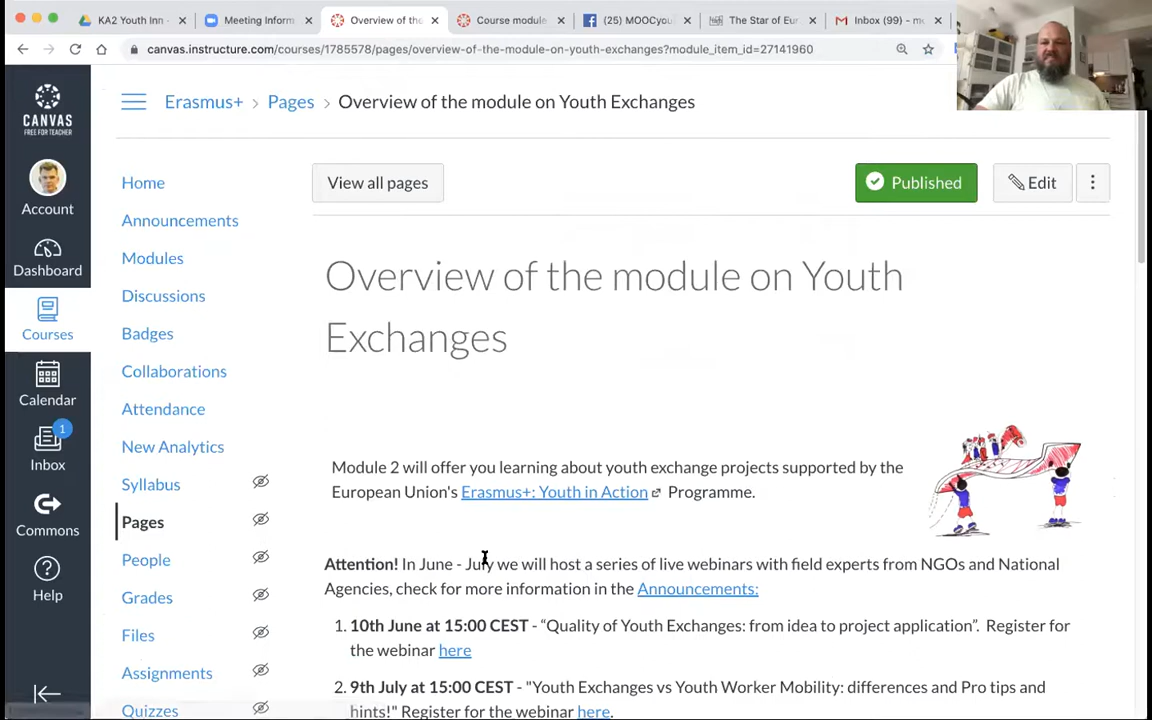 KA2 Youth Inn -
Meeting Inform
Overview of the
Course module
(25) MOOCyou
The Star of Eur
Inbox (99) - m
canvas.instructure.com/courses/1785578/pages/overview-of-the-module-on-youth-exchanges?module_item_id=27141960
CANVAS
FREE FOR TEACHER
Account
Dashboard
Courses
Calendar
1
Inbox
Commons
Help
Erasmus+ > Pages > Overview of the module on Youth Exchanges
Home
Announcements
Modules
Discussions
Badges
Collaborations
Attendance
New Analytics
Syllabus
Pages
People
Grades
Files
Assignments
Quizzes
View all pages
Published
Edit
Overview of the module on Youth
Exchanges
Module 2 will offer you learning about youth exchange projects supported by the
European Union's Erasmus+: Youth in Action Programme.
Attention! In June - July we will host a series of live webinars with field experts from NGOs and National
Agencies, check for more information in the Announcements:
1. 10th June at 15:00 CEST - “Quality of Youth Exchanges: from idea to project application”. Register for
the webinar here
2. 9th July at 15:00 CEST - "Youth Exchanges vs Youth Worker Mobility: differences and Pro tips and
hints!" Register for the webinar here.